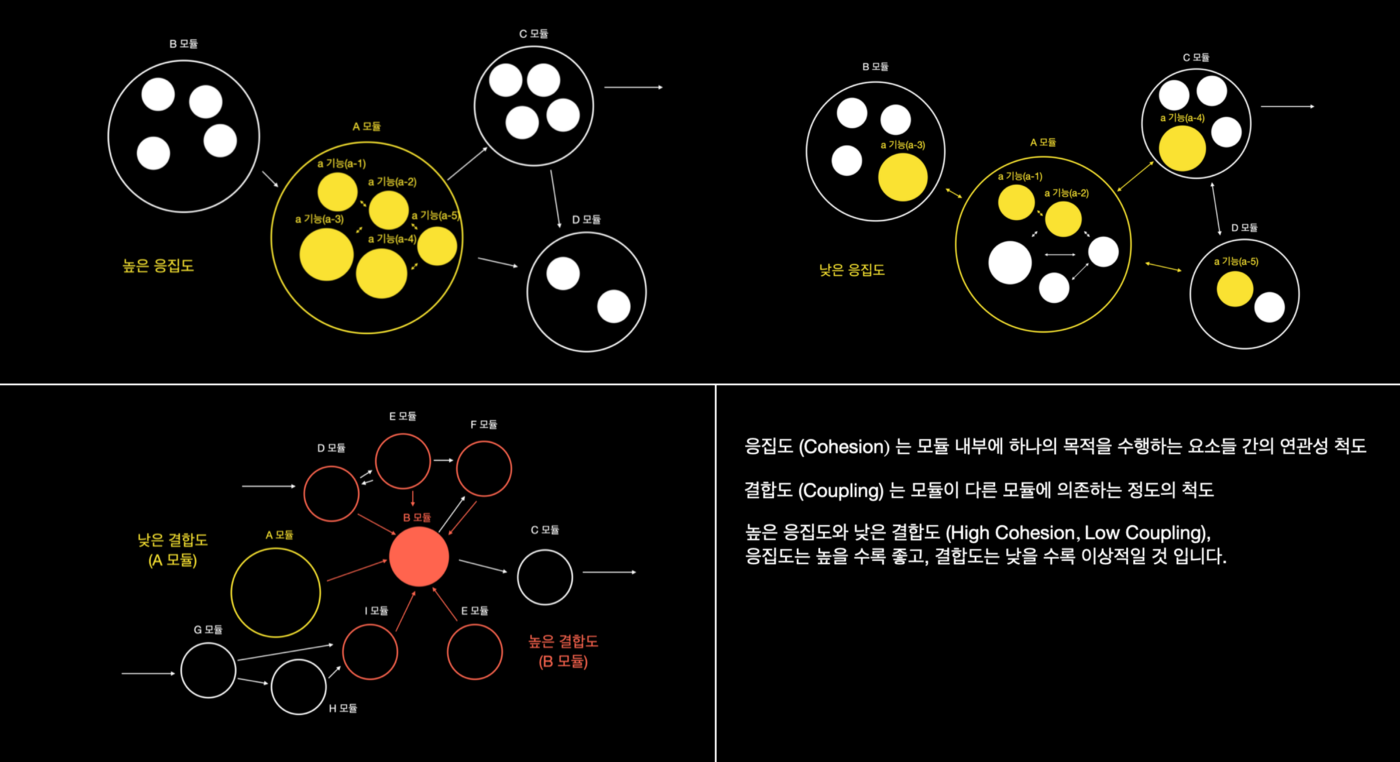 B 모듈
C 모듈
A 모듈
a 기능(a-1)
a 기능(a-2)
a 기능(a-3)
a 기능(a-5)
a 기능(a-4)
D 모듈
높은 응집도
C 모듈
B 모듈
a 기능(a-4)
A 모듈
a 기능(a-3)
a 기능(a-1)
a 기능(a-2)
D 모듈
a 기능(a-5)
낮은 응집도
E 모듈
F 모듈
D 모듈
B 모듈
C 모듈
A 모듈
낮은 결합도
(A 모듈)
I 모듈
E 모듈
G 모듈
높은 결합도
(B 모듈)
H 모듈
응집도 (Cohesion) 는 모듈 내부에 하나의 목적을 수행하는 요소들 간의 연관성 척도
결합도 (Coupling) 는 모듈이 다른 모듈에 의존하는 정도의 척도
높은 응집도와 낮은 결합도 (High Cohesion, Low Coupling),
응집도는 높을 수록 좋고, 결합도는 낮을 수록 이상적일 것 입니다.